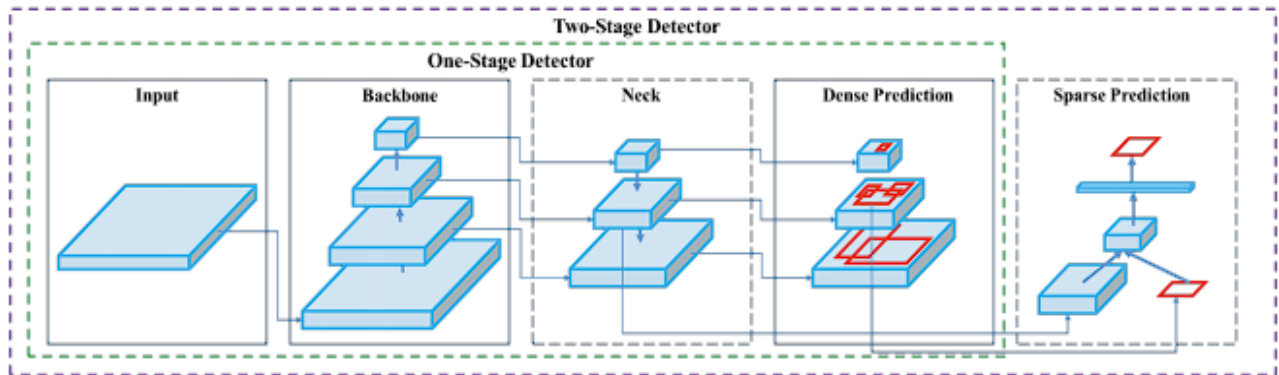 Two-Stage Detector
One-Stage Detector
Input
Backbone
Neck
Dense Prediction
Sparse Prediction